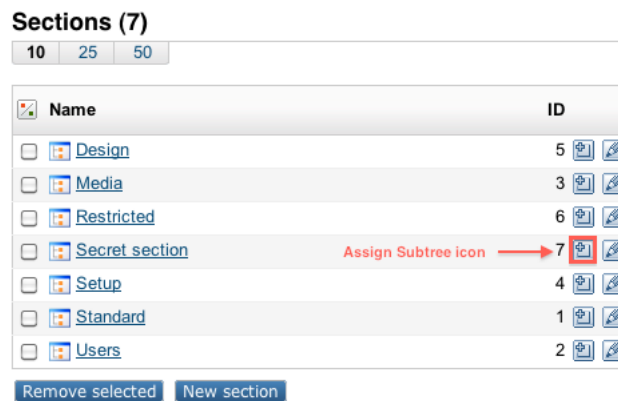 Sections (7)
10 25 50
Name ID
Design 5
Media 3
Restricted 6
Secret section Assign Subtree icon 7
Setup 4
Standard 1
Users 2
Remove selected New section